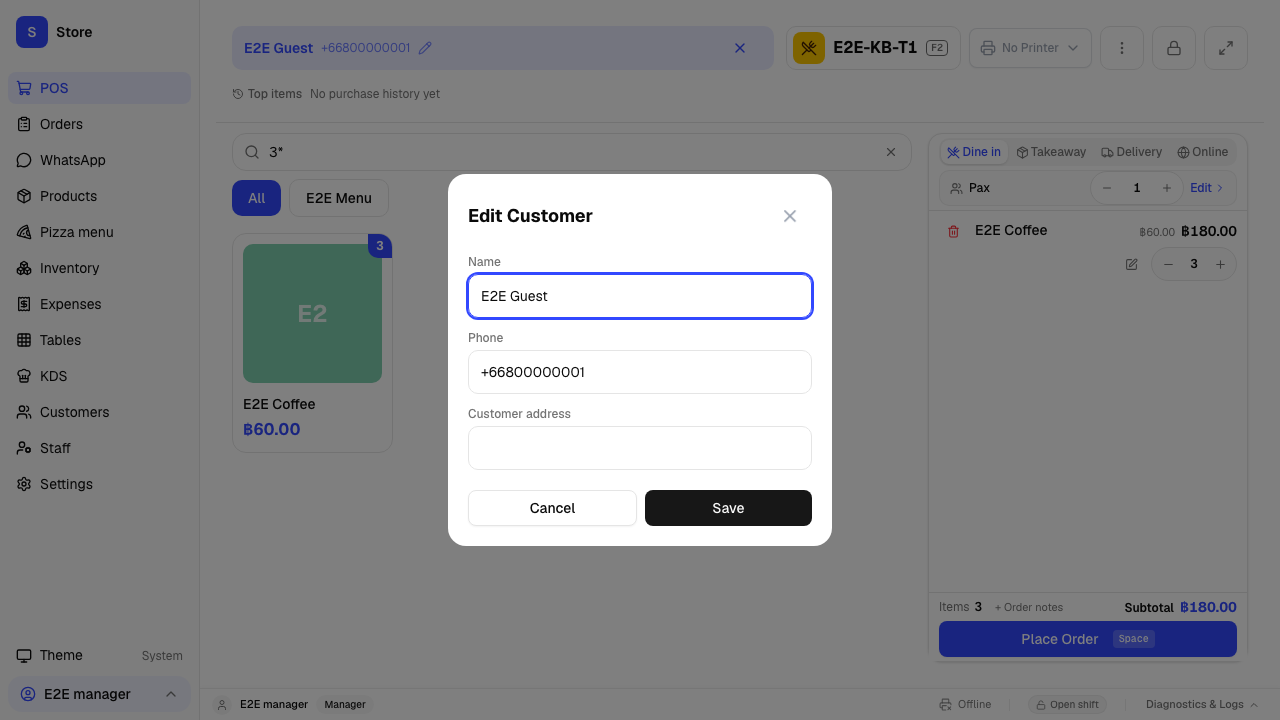 S Store
POS
Orders
WhatsApp
Products
Pizza menu
Inventory
Expenses
Tables
KDS
Customers
Staff
Settings
Theme System
E2E manager
E2E Guest +66800000001
E2E-KB-T1 F2
No Printer
Top items No purchase history yet
3*
All E2E Menu
3
E2
E2E Coffee
฿60.00
Edit Customer
Name
E2E Guest
Phone
+66800000001
Customer address
Cancel Save
Dine in Takeaway Delivery Online
Pax 1 Edit
E2E Coffee ฿60.00 ฿180.00
3
Items 3 + Order notes Subtotal ฿180.00
Place Order Space
E2E manager Manager Offline Open shift Diagnostics & Logs